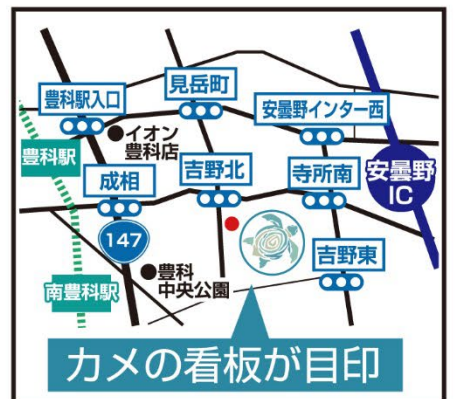 見岳町
豊科駅入口
安曇野インター西
イオン
豊科店
豊科駅
成相
吉野北
寺所南
安曇野
IC
147
吉野東
豊科
中央公園
南豊科駅
カメの看板が目印